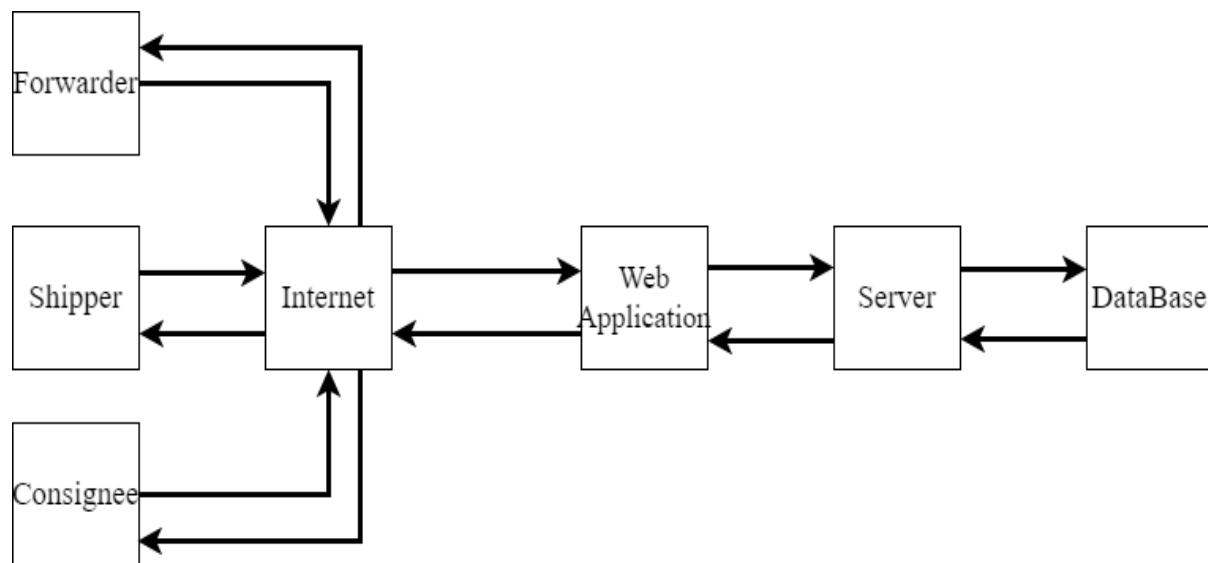 Forwarder
Shipper
Internet
Web
Application
Server
DataBase
Consignee